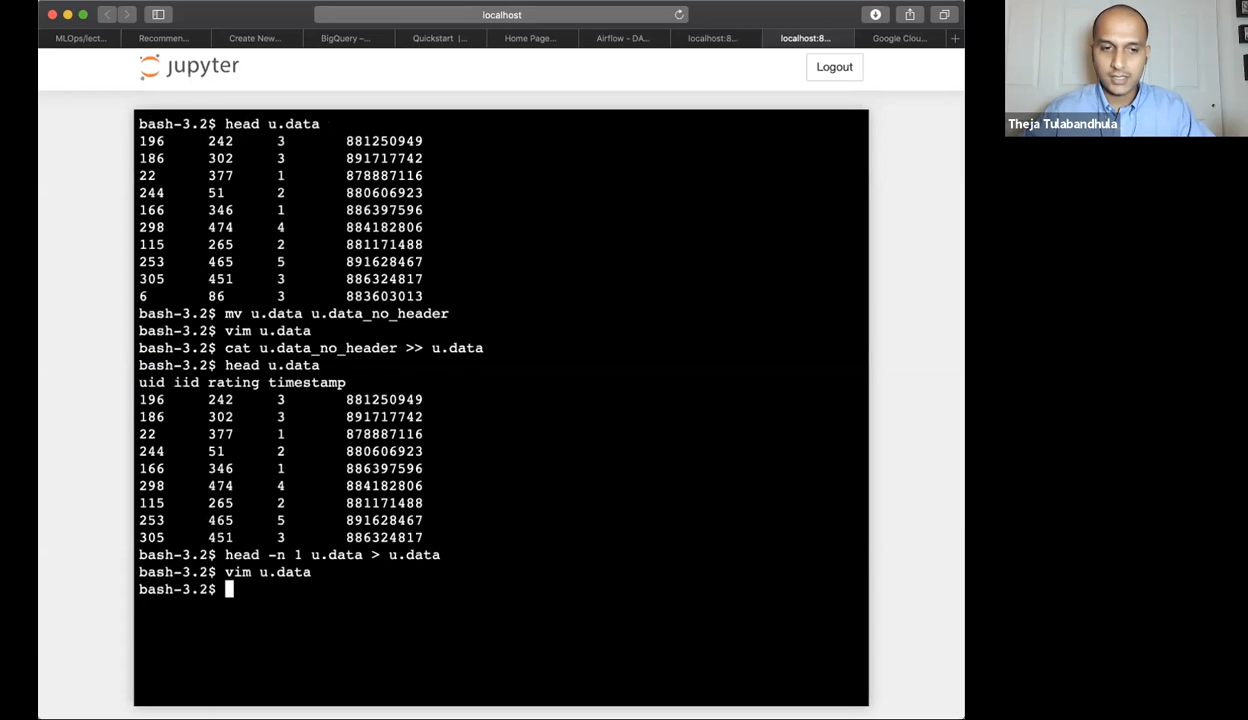 localhost
MLOps/lect...
Recommen...
Create New...
BigQuery —...
Quickstart |...
Home Page...
Airflow - DA...
localhost:8...
localhost:8...
Google Clou...
jupyter
Logout
bash-3.2$ head u.data
196 242 3 881250949
186 302 3 891717742
22 377 1 878887116
244 51 2 880606923
166 346 1 886397596
298 474 4 884182806
115 265 2 881171488
253 465 5 891628467
305 451 3 886324817
6 86 3 883603013
bash-3.2$ mv u.data u.data_no_header
bash-3.2$ vim u.data
bash-3.2$ cat u.data_no_header >> u.data
bash-3.2$ head u.data
uid iid rating timestamp
196 242 3 881250949
186 302 3 891717742
22 377 1 878887116
244 51 2 880606923
166 346 1 886397596
298 474 4 884182806
115 265 2 881171488
253 465 5 891628467
305 451 3 886324817
bash-3.2$ head -n 1 u.data > u.data
bash-3.2$ vim u.data
bash-3.2$
Theja Tulabandhula